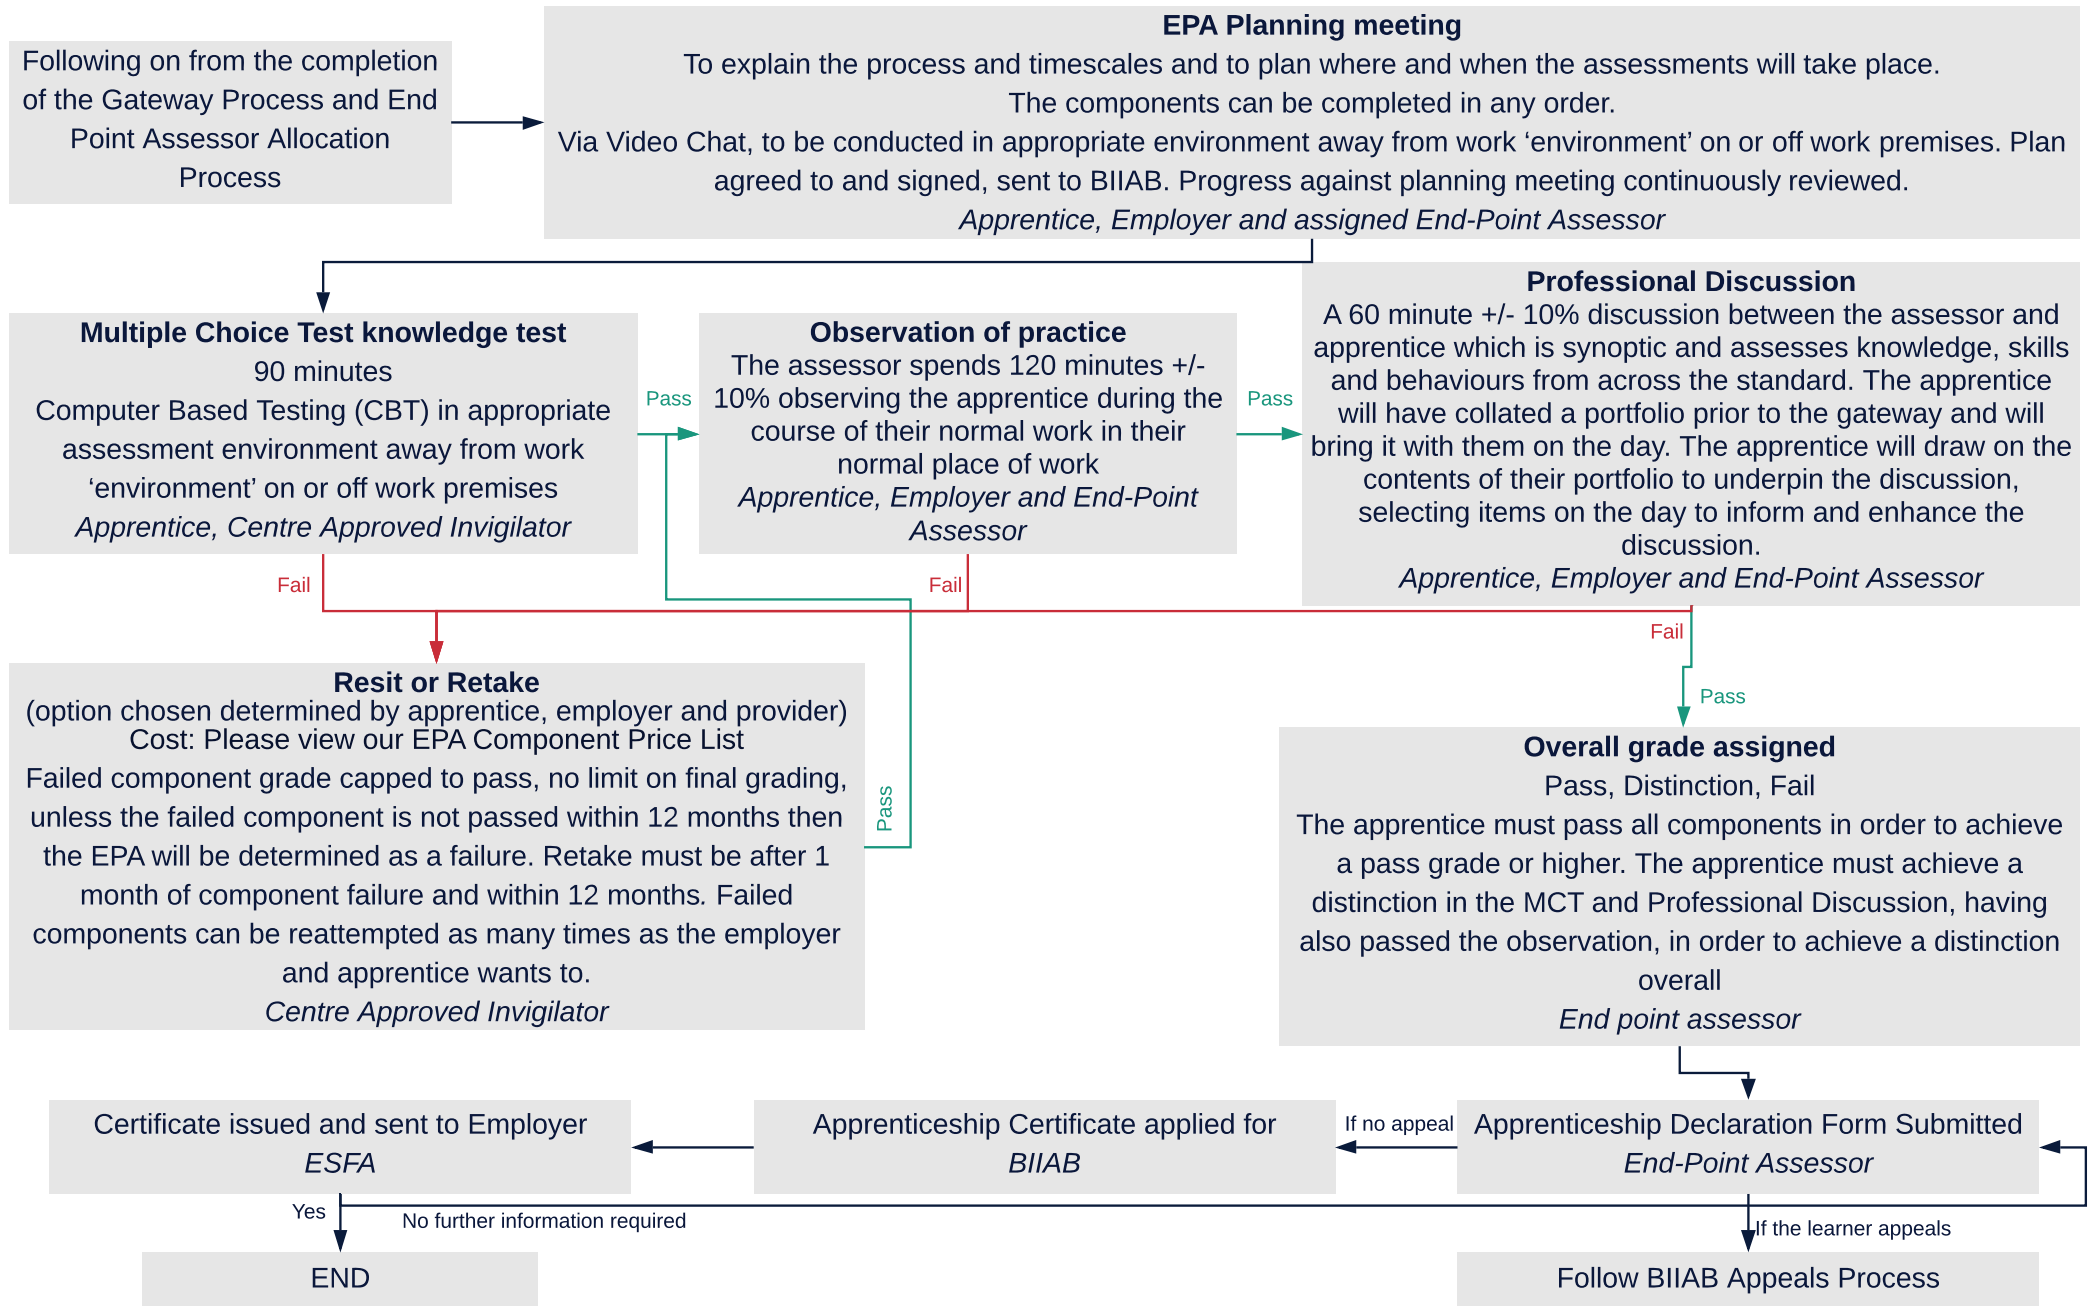 Following on from the completion
of the Gateway Process and End
Point Assessor Allocation
Process
EPA Planning meeting
To explain the process and timescales and to plan where and when the assessments will take place.
The components can be completed in any order.
Via Video Chat, to be conducted in appropriate environment away from work ‘environment’ on or off work premises. Plan
agreed to and signed, sent to BIIAB. Progress against planning meeting continuously reviewed.
Apprentice, Employer and assigned End-Point Assessor
Multiple Choice Test knowledge test
90 minutes
Computer Based Testing (CBT) in appropriate
assessment environment away from work
‘environment’ on or off work premises
Apprentice, Centre Approved Invigilator
Pass
Observation of practice
The assessor spends 120 minutes +/-
10% observing the apprentice during the
course of their normal work in their
normal place of work
Apprentice, Employer and End-Point
Assessor
Pass
Professional Discussion
A 60 minute +/- 10% discussion between the assessor and
apprentice which is synoptic and assesses knowledge, skills
and behaviours from across the standard. The apprentice
will have collated a portfolio prior to the gateway and will
bring it with them on the day. The apprentice will draw on the
contents of their portfolio to underpin the discussion,
selecting items on the day to inform and enhance the
discussion.
Apprentice, Employer and End-Point Assessor
Fail
Fail
Fail
Resit or Retake
(option chosen determined by apprentice, employer and provider)
Cost: Please view our EPA Component Price List
Failed component grade capped to pass, no limit on final grading,
unless the failed component is not passed within 12 months then
the EPA will be determined as a failure. Retake must be after 1
month of component failure and within 12 months. Failed
components can be reattempted as many times as the employer
and apprentice wants to.
Centre Approved Invigilator
Pass
Pass
Overall grade assigned
Pass, Distinction, Fail
The apprentice must pass all components in order to achieve
a pass grade or higher. The apprentice must achieve a
distinction in the MCT and Professional Discussion, having
also passed the observation, in order to achieve a distinction
overall
End point assessor
Certificate issued and sent to Employer
ESFA
Apprenticeship Certificate applied for
BIIAB
If no appeal
Apprenticeship Declaration Form Submitted
End-Point Assessor
Yes
No further information required
If the learner appeals
END
Follow BIIAB Appeals Process